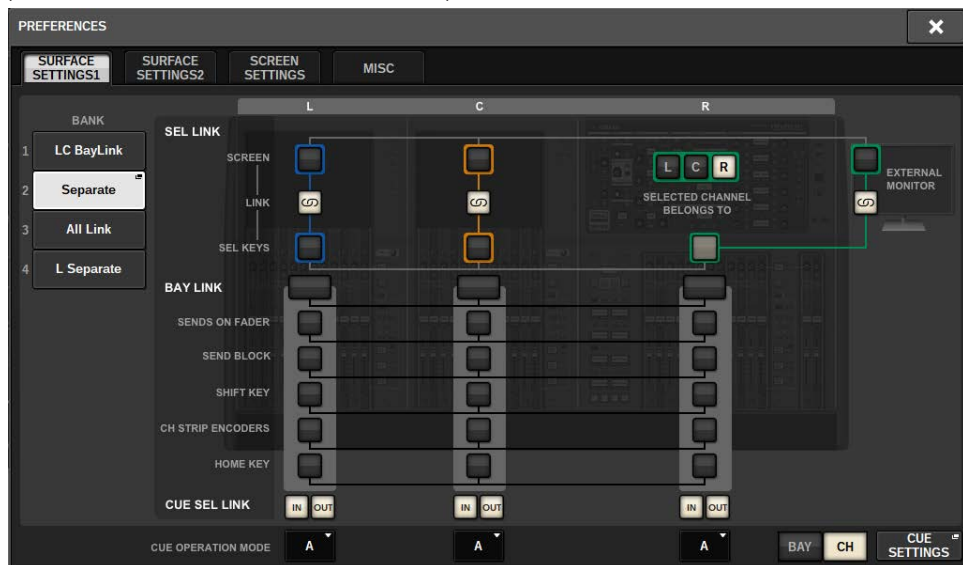 PREFERENCES
SURFACE SETTINGS1
SURFACE SETTINGS2
SCREEN SETTINGS
MISC
BANK
1 LC BayLink
2 Separate
3 All Link
4 L Separate
L C R
SEL LINK
SCREEN
LINK
SEL KEYS
L C R
SELECTED CHANNEL
BELONGS TO
EXTERNAL
MONITOR
BAY LINK
SENDS ON FADER
SEND BLOCK
SHIFT KEY
CH STRIP ENCODERS
HOME KEY
CUE SEL LINK
IN OUT IN OUT IN OUT
CUE OPERATION MODE A A A BAY CH
CUE
SETTINGS